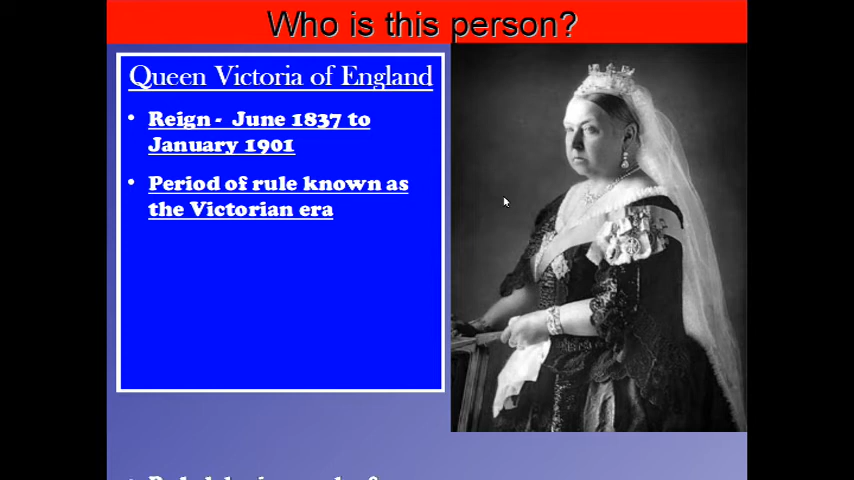 Who is this person?
Queen Victoria of England
• Reign - June 1837 to
January 1901
• Period of rule known as
the Victorian era